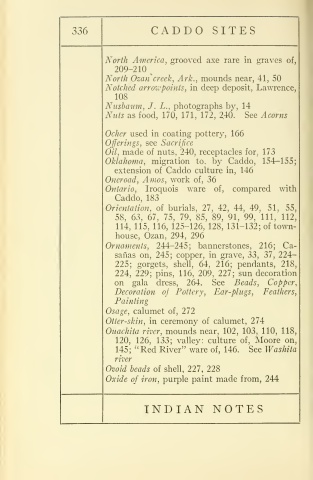 336
CADDO SITES
North America, grooved axe rare in graves of,
209–210
North Ozan creek, Ark., mounds near, 41, 50
Notched arrowpoints, in deep deposit, Lawrence,
108
Nusbaum, J. L., photographs by, 14
Nuts as food, 170, 171, 172, 240. See Acorns
Ocher used in coating pottery, 166
Offerings, see Sacrifice
Oil, made of nuts, 240, receptacles for, 173
Oklahoma, migration to, by Caddo, 154–155;
extension of Caddo culture in, 146
Oneroad, Amos, work of, 36
Ontario, Iroquois ware of, compared with
Caddo, 183
Orientation, of burials, 27, 42, 44, 49, 51, 55,
58, 63, 67, 75, 79, 85, 89, 91, 99, 111, 112,
114, 115, 116, 125–126, 128, 131–132; of town-
house, Ozan, 294, 296
Ornaments, 244–245; bannerstones, 216; Ca-
sañas on, 245; copper, in grave, 33, 37, 224–
225; gorgets, shell, 64, 216; pendants, 218,
224, 229; pins, 116, 209, 227; sun decoration
on gala dress, 264. See Beads, Copper,
Decoration of Pottery, Ear-plugs, Feathers,
Painting
Osage, calumet of, 272
Otter-skin, in ceremony of calumet, 274
Ouachita river, mounds near, 102, 103, 110, 118,
120, 126, 133; valley: culture of, Moore on,
145; "Red River" ware of, 146. See Washita
river
Ovoid beads of shell, 227, 228
Oxide of iron, purple paint made from, 244
INDIAN NOTES